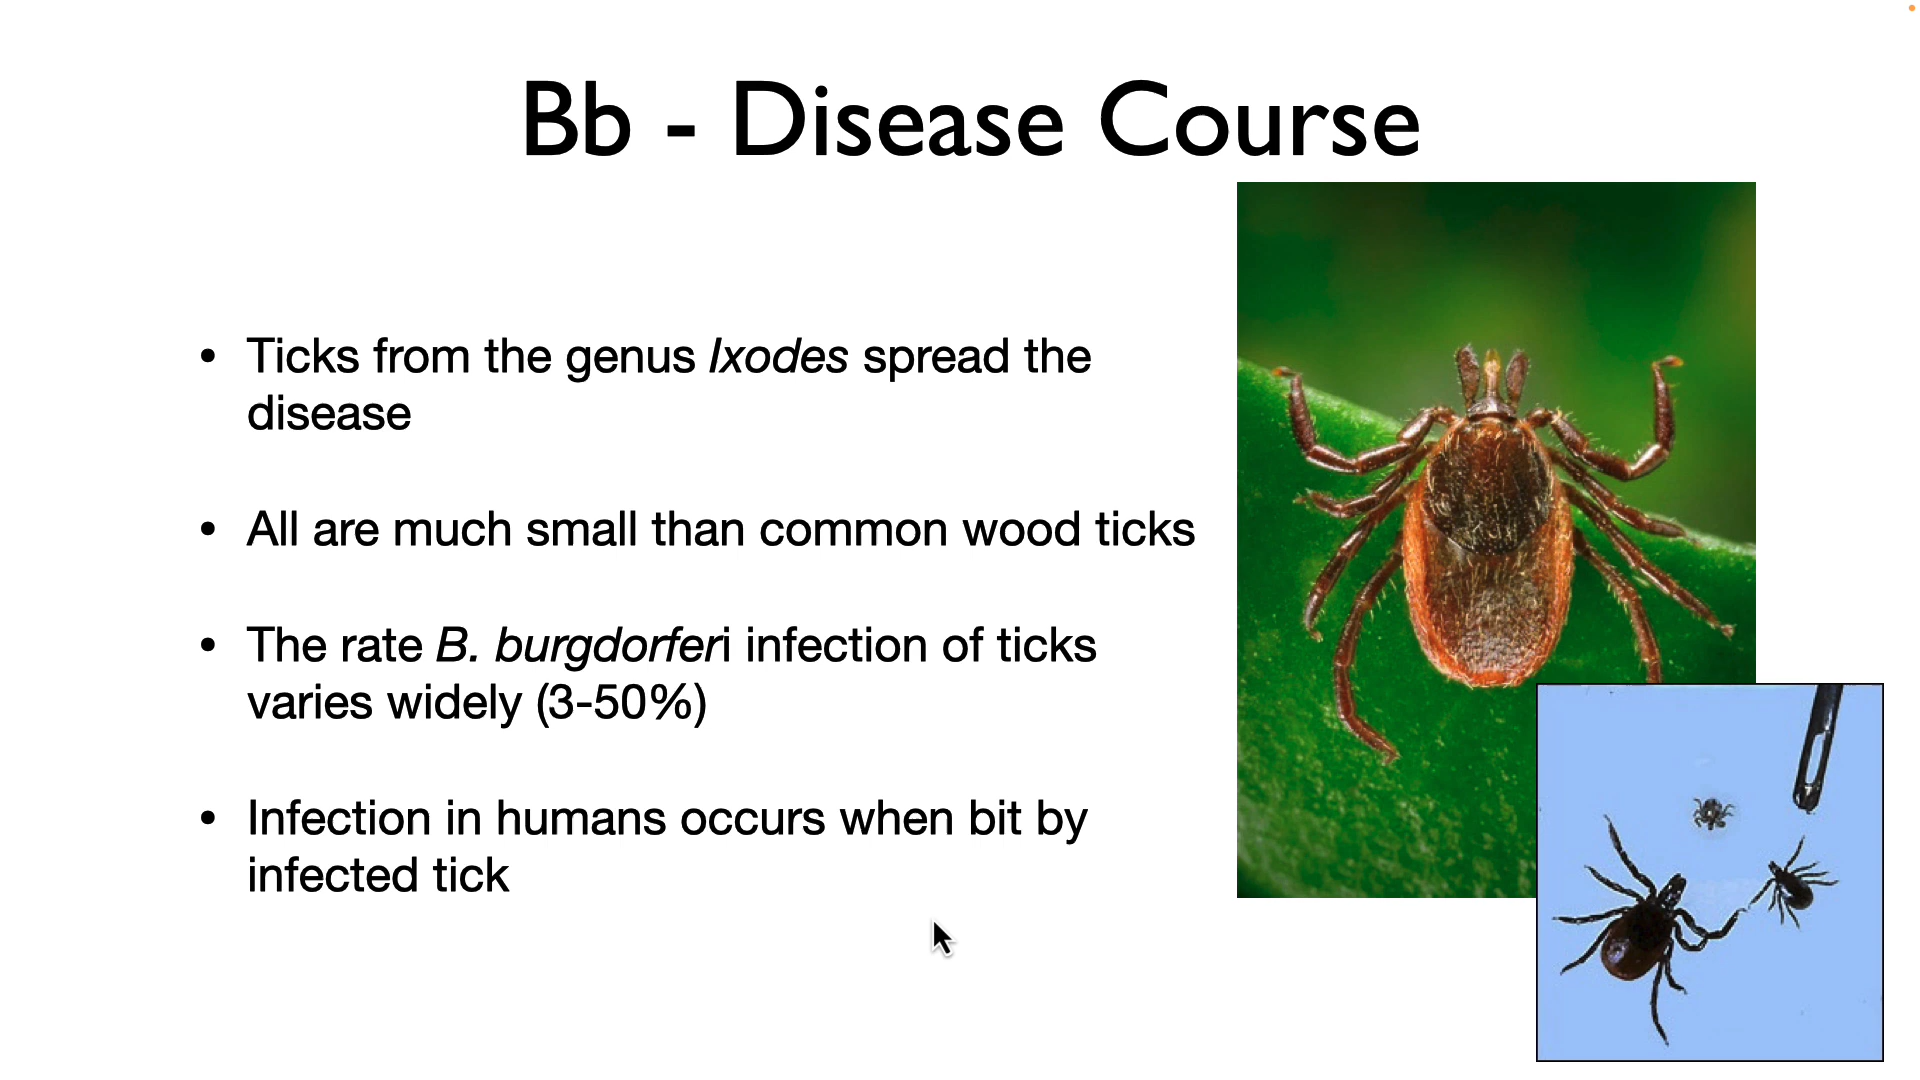 Bb - Disease Course
• Ticks from the genus Ixodes spread the
disease
• All are much small than common wood ticks
• The rate B. burgdorferi infection of ticks
varies widely (3-50%)
• Infection in humans occurs when bit by
infected tick